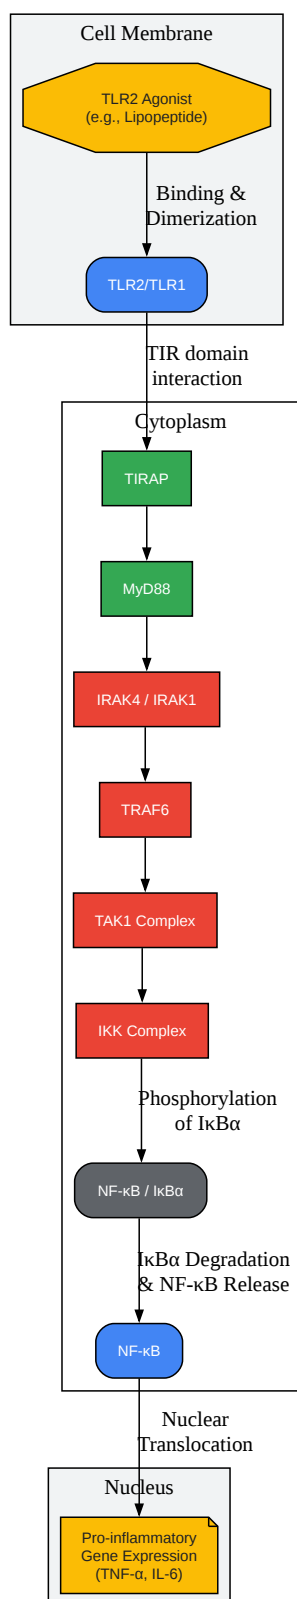 Cell Membrane
TLR2 Agonist
(e.g., Lipopeptide)
Binding &
Dimerization
TLR2/TLR1
TIR domain
interaction
Cytoplasm
TIRAP
MyD88
IRAK4 / IRAK1
TRAF6
TAK1 Complex
IKK Complex
Phosphorylation
of IκBα
NF-κB / IκBα
IκBα Degradation
& NF-κB Release
NF-κB
Nuclear
Translocation
Nucleus
Pro-inflammatory
Gene Expression
(TNF-α, IL-6)